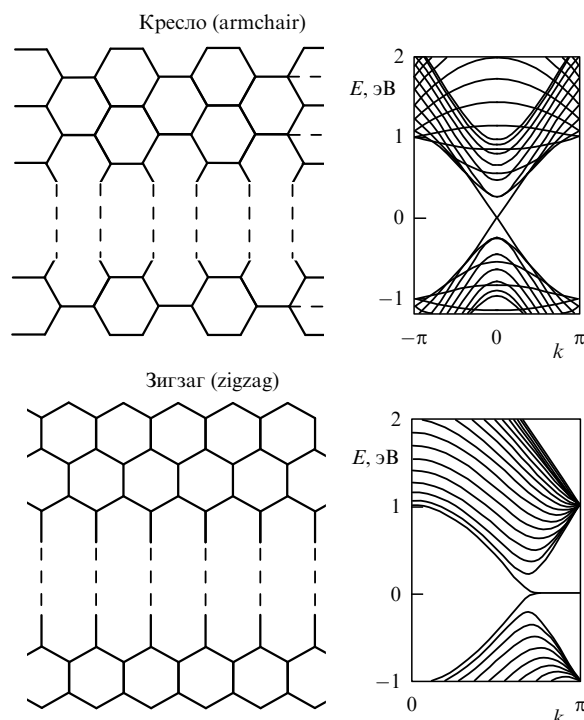 Кресло (armchair)
2
E, эВ
1
0
−1
−π 0 π
k
Зигзаг (zigzag)
2
E, эВ
1
0
−1
0 k π